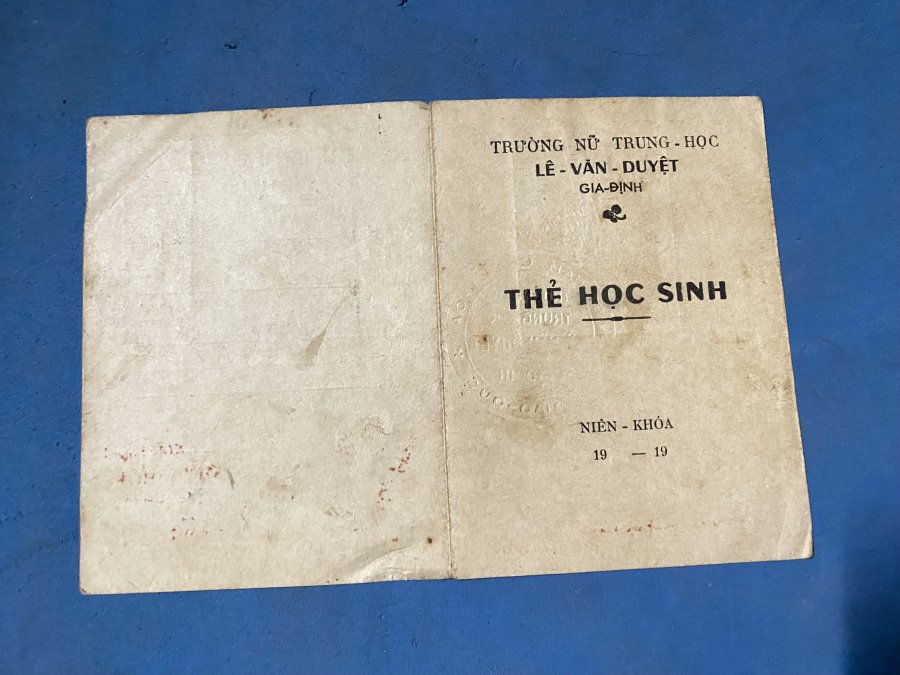 TRƯỜNG NỮ TRUNG - HỌC
LÊ - VĂN - DUYỆT
GIA-ĐỊNH
THẺ HỌC SINH
NIÊN - KHÓA
19 — 19